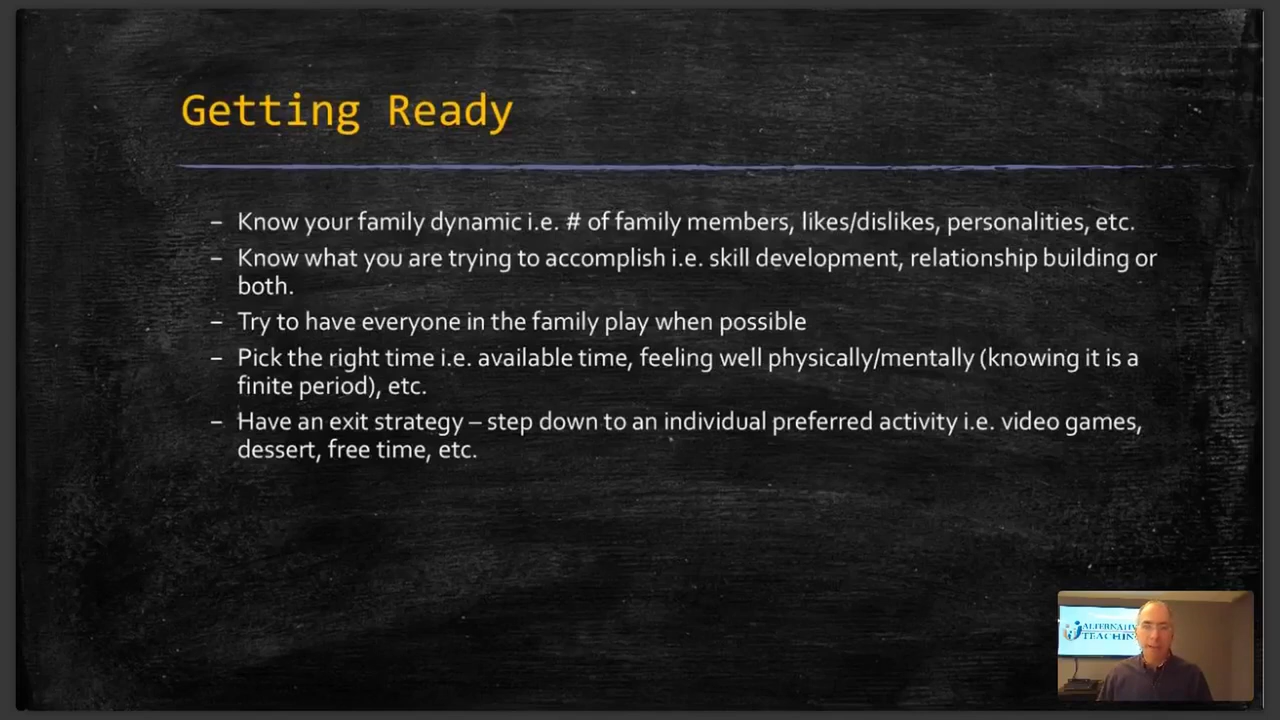 Getting Ready
– Know your family dynamic i.e. # of family members, likes/dislikes, personalities, etc.
– Know what you are trying to accomplish i.e. skill development, relationship building or
both.
– Try to have everyone in the family play when possible
– Pick the right time i.e. available time, feeling well physically/mentally (knowing it is a
finite period), etc.
– Have an exit strategy – step down to an individual preferred activity i.e. video games,
dessert, free time, etc.
ALTERNATI
TEACHIN